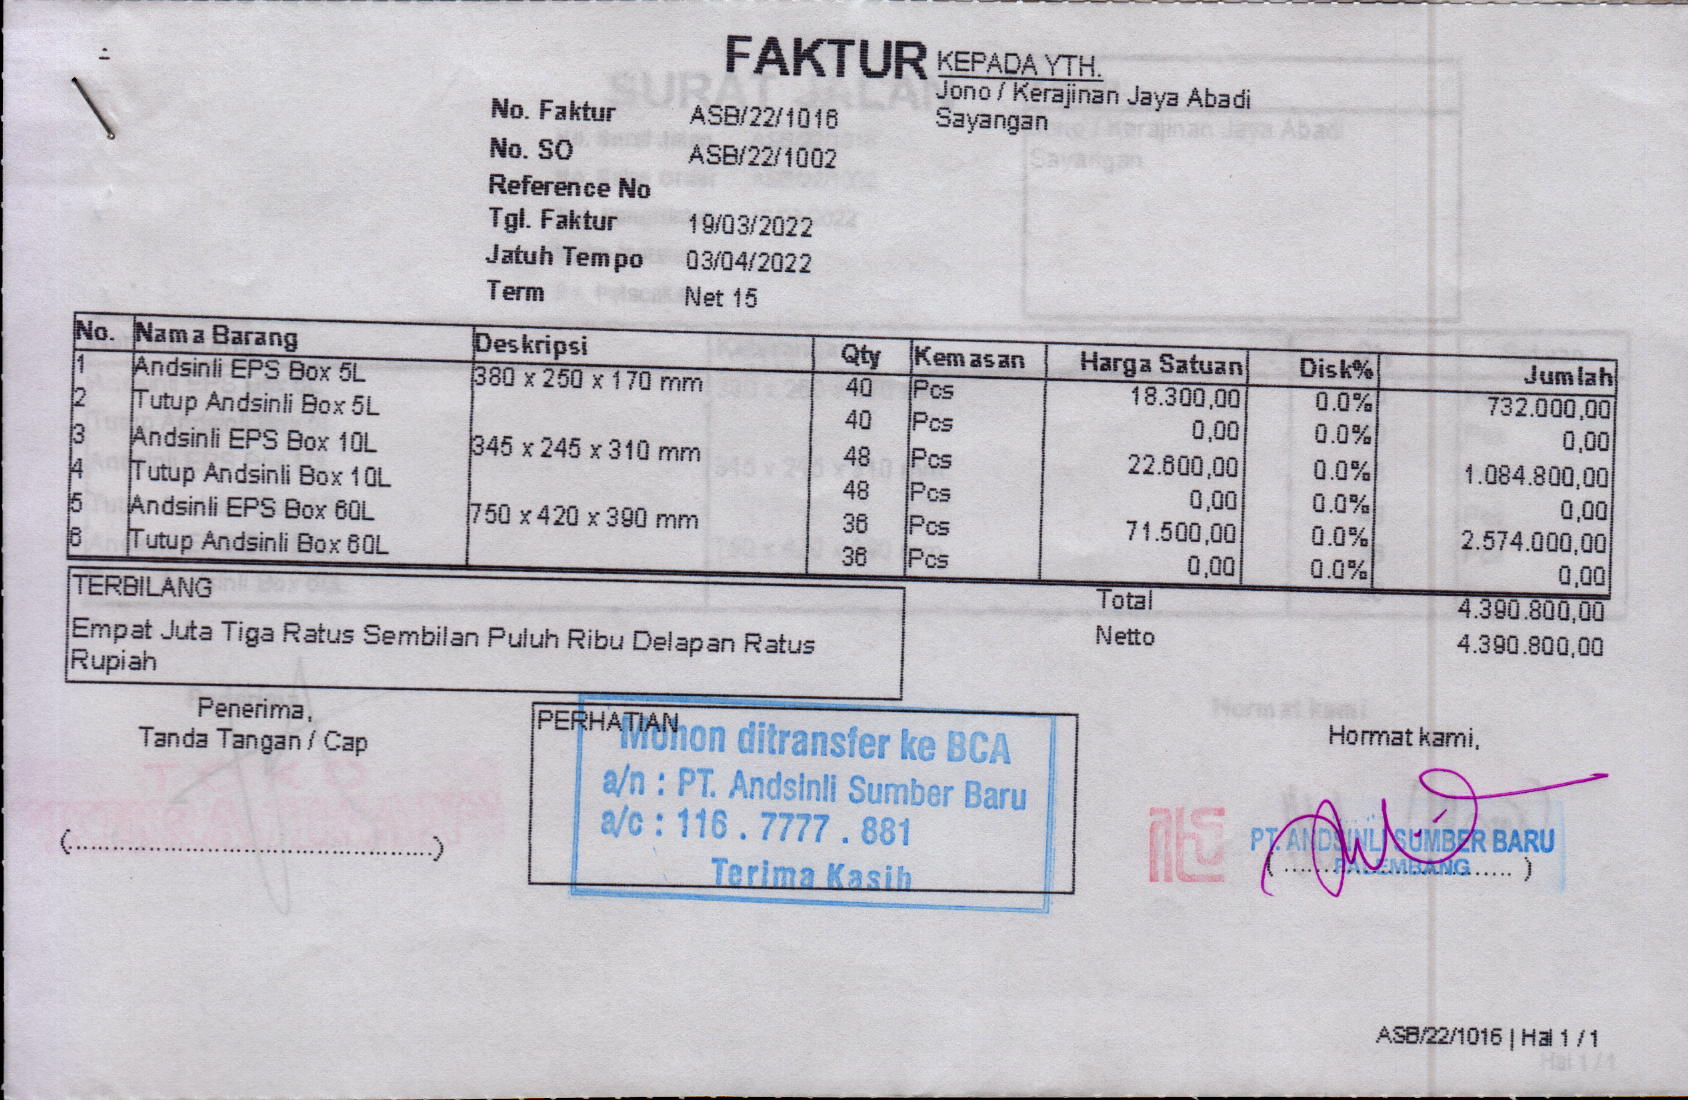 FAKTUR
KEPADA YTH.
Jono / Kerajinan Jaya Abadi
Sayangan
No. Faktur ASB/22/1016
No. SO ASB/22/1002
Reference No
Tgl. Faktur 19/03/2022
Jatuh Tempo 03/04/2022
Term Net 15
No. Nama Barang Deskripsi Qty Kemasan Harga Satuan Disk% Jumlah
1 Andsinli EPS Box 5L 380 x 250 x 170 mm 40 Pcs 18.300,00 0.0% 732.000,00
2 Tutup Andsinli Box 5L 40 Pcs 0,00 0.0% 0,00
3 Andsinli EPS Box 10L 345 x 245 x 310 mm 48 Pcs 22.600,00 0.0% 1.084.800,00
4 Tutup Andsinli Box 10L 48 Pcs 0,00 0.0% 0,00
5 Andsinli EPS Box 60L 750 x 420 x 390 mm 36 Pcs 71.500,00 0.0% 2.574.000,00
6 Tutup Andsinli Box 60L 36 Pcs 0,00 0.0% 0,00
Total 4.390.800,00
Netto 4.390.800,00
TERBILANG
Empat Juta Tiga Ratus Sembilan Puluh Ribu Delapan Ratus
Rupiah
Penerima,
Tanda Tangan / Cap
(................................................)
PERHATIAN
Mohon ditransfer ke BCA
a/n : PT. Andsinli Sumber Baru
a/c : 116 . 7777 . 881
Terima Kasih
Hormat kami,
PT. ANDSINLI SUMBER BARU
PALEMBANG
(................................)
ASB/22/1016 | Hal 1 / 1